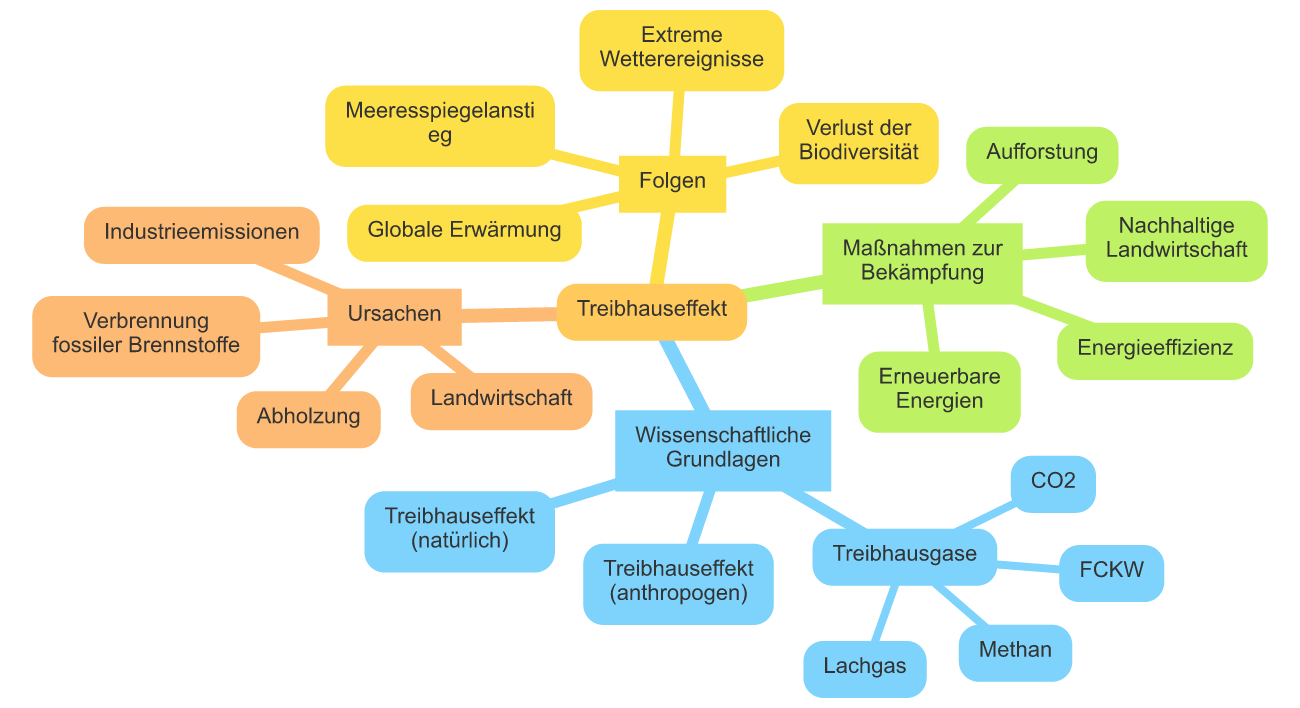 Extreme
Wetterereignisse
Meeresspiegelansti
eg
Verlust der
Biodiversität
Folgen
Globale Erwärmung
Aufforstung
Nachhaltige
Landwirtschaft
Maßnahmen zur
Bekämpfung
Energieeffizienz
Erneuerbare
Energien
Industrieemissionen
Ursachen
Verbrennung
fossiler Brennstoffe
Abholzung
Landwirtschaft
Treibhauseffekt
Wissenschaftliche
Grundlagen
Treibhauseffekt
(natürlich)
Treibhauseffekt
(anthropogen)
Treibhausgase
CO2
FCKW
Methan
Lachgas